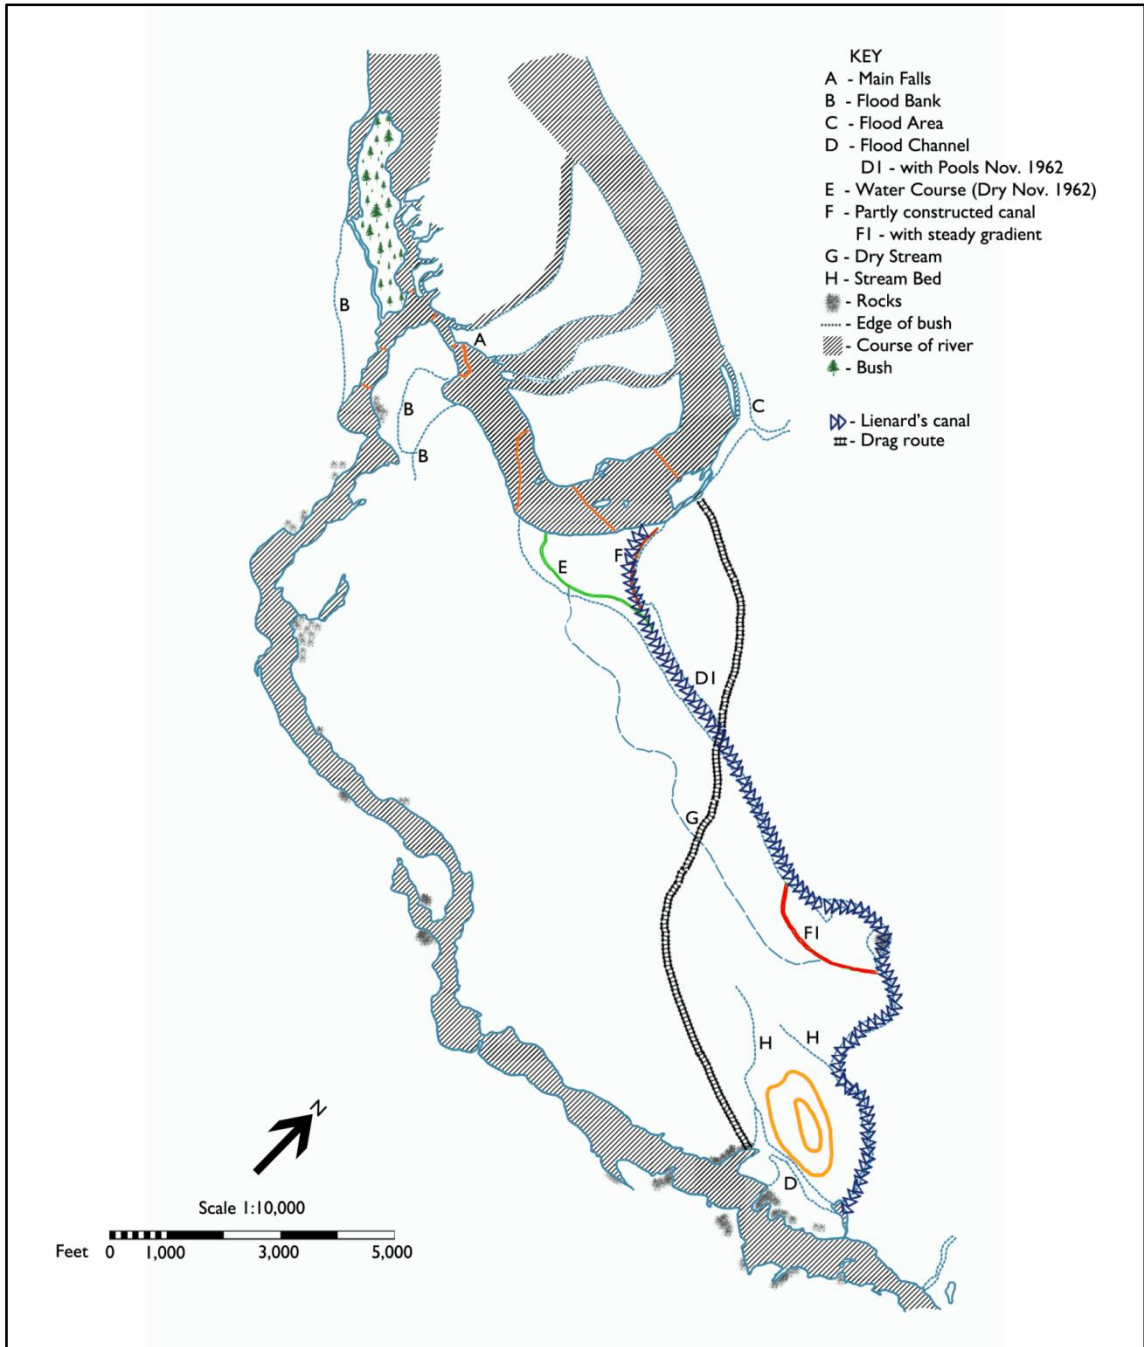 KEY
A - Main Falls
B - Flood Bank
C - Flood Area
D - Flood Channel
D1 - with Pools Nov. 1962
E - Water Course (Dry Nov. 1962)
F - Partly constructed canal
F1 - with steady gradient
G - Dry Stream
H - Stream Bed
- Rocks
- Edge of bush
- Course of river
- Bush
- Lienard's canal
- Drag route
B
A
B
C
B
F
E
D1
G
F1
H
H
N
D
Scale 1:10,000
Feet 0 1,000 3,000 5,000